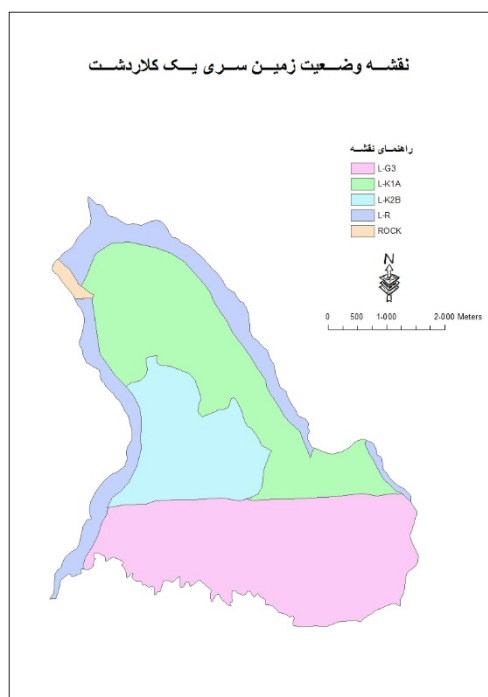 نقشه وضعیت زمین سری یک کلاردشت
راهنمای نقشه
L-G3
L-K1A
L-K2B
L-R
ROCK
N
0 500 1·000 2·000 Meters